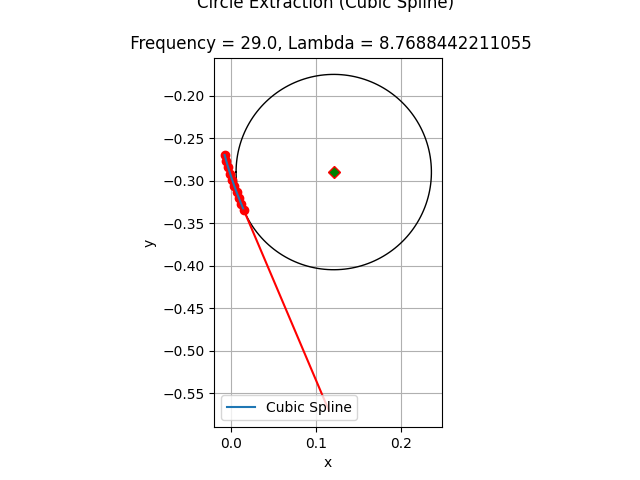 Circle Extraction (Cubic Spline)
Frequency = 29.0, Lambda = 8.7688442211055
−0.20
−0.25
−0.30
−0.35
−0.40
−0.45
−0.50
−0.55
y
Cubic Spline
0.0 0.1 0.2
x